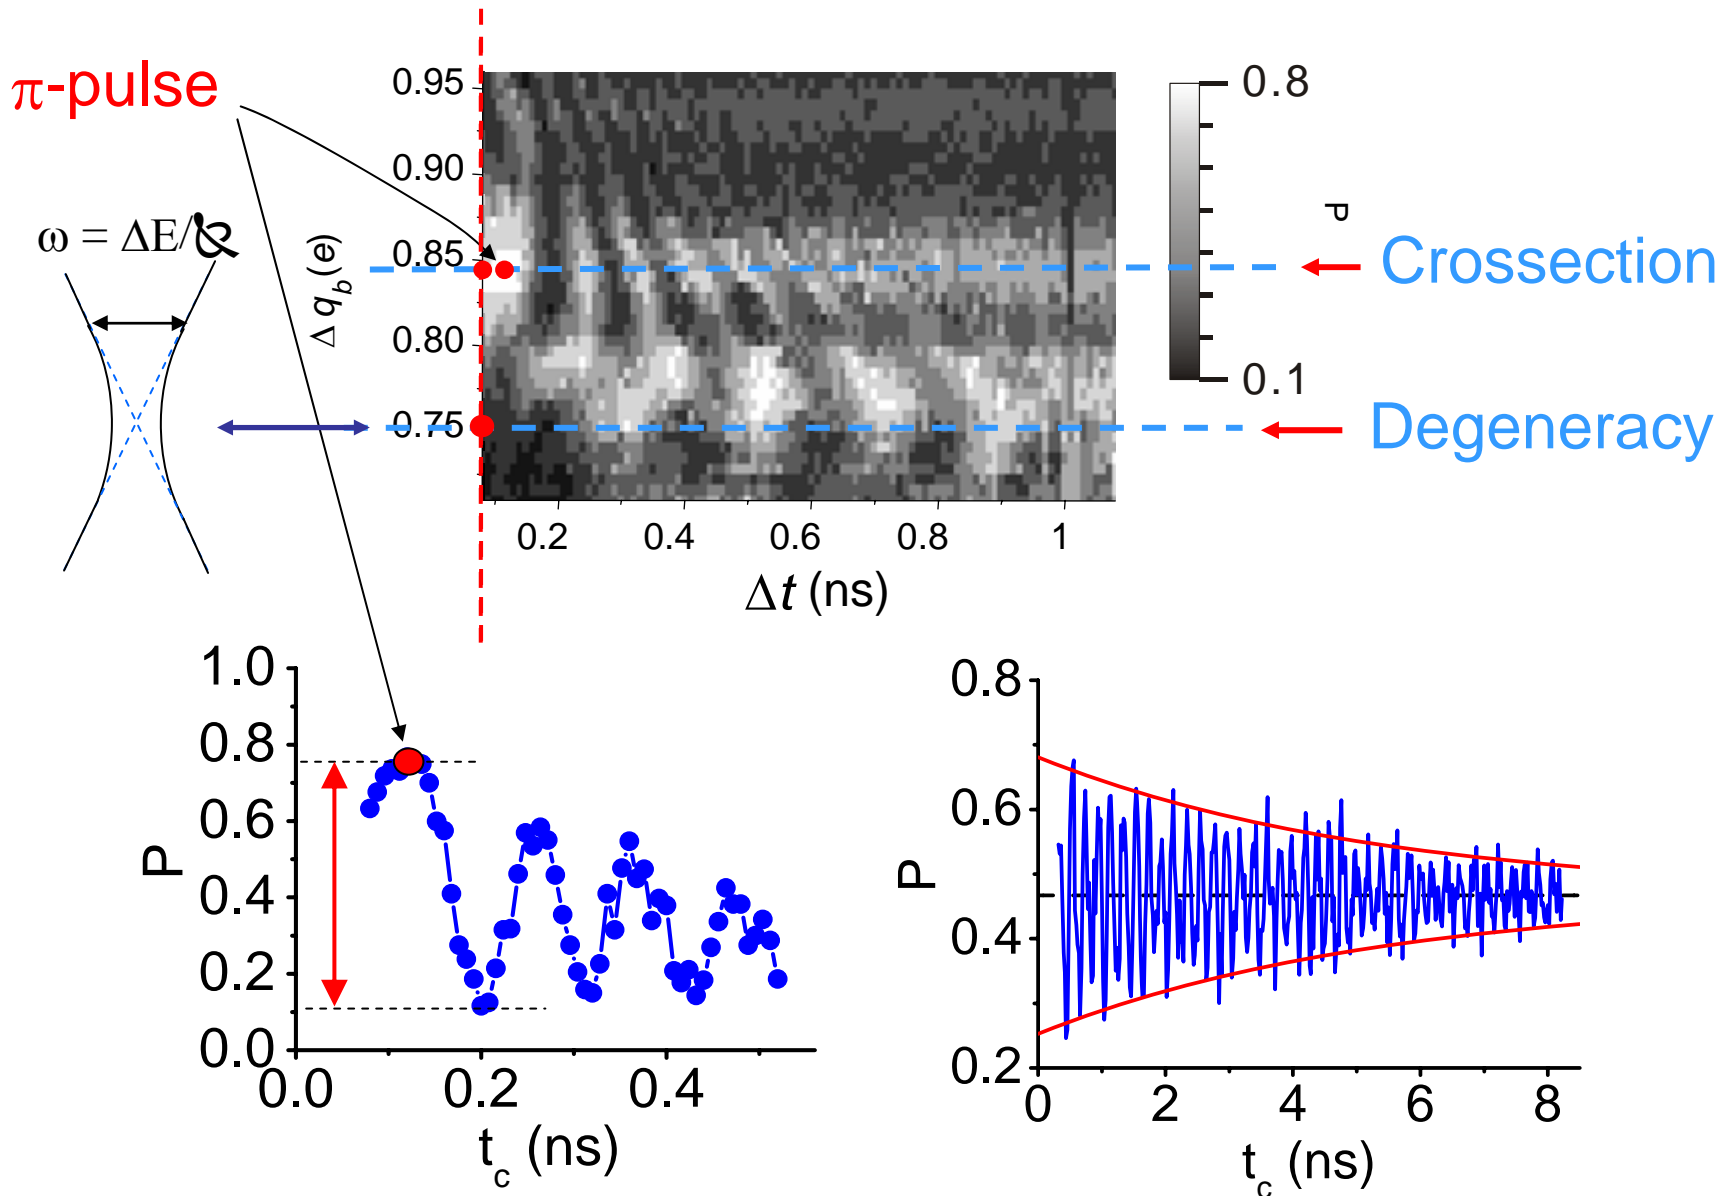 π-pulse
ω = ΔE/
0.95
0.90
0.85
0.80
0.75
Δq_b(e)
0.2 0.4 0.6 0.8 1
Δt (ns)
0.8
P
0.1
Crossection
Degeneracy
1.0
0.8
0.6
0.4
0.2
0.0
P
0.0 0.2 0.4
t_c (ns)
0.8
0.6
0.4
0.2
P
0 2 4 6 8
t_c (ns)